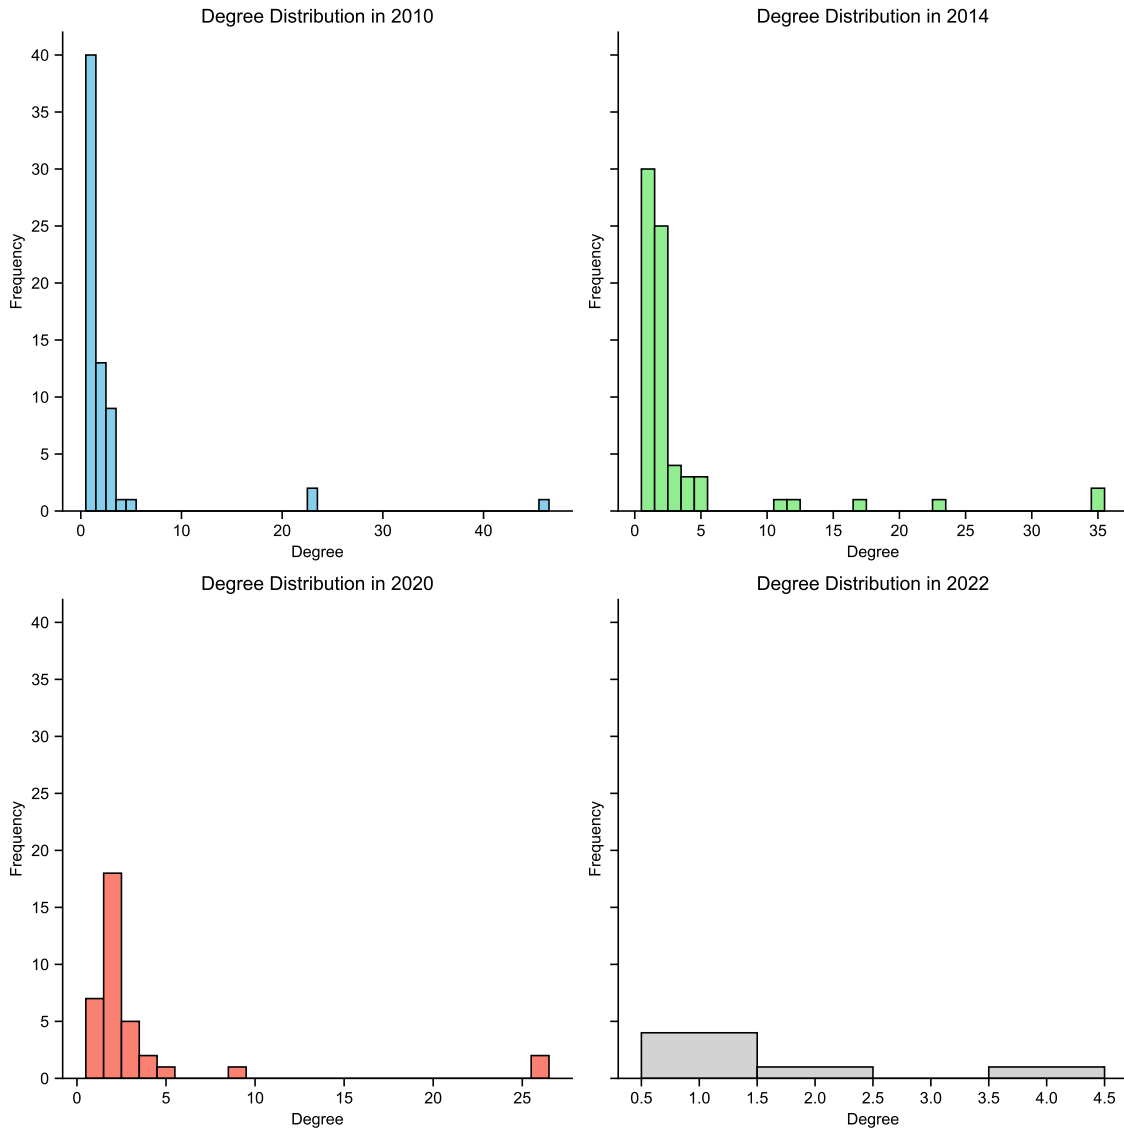 Degree Distribution in 2010
Frequency
40
35
30
25
20
15
10
5
0
0 10 20 30 40
Degree
Degree Distribution in 2014
Frequency
0 5 10 15 20 25 30 35
Degree
Degree Distribution in 2020
Frequency
40
35
30
25
20
15
10
5
0
0 5 10 15 20 25
Degree
Degree Distribution in 2022
Frequency
0.5 1.0 1.5 2.0 2.5 3.0 3.5 4.0 4.5
Degree